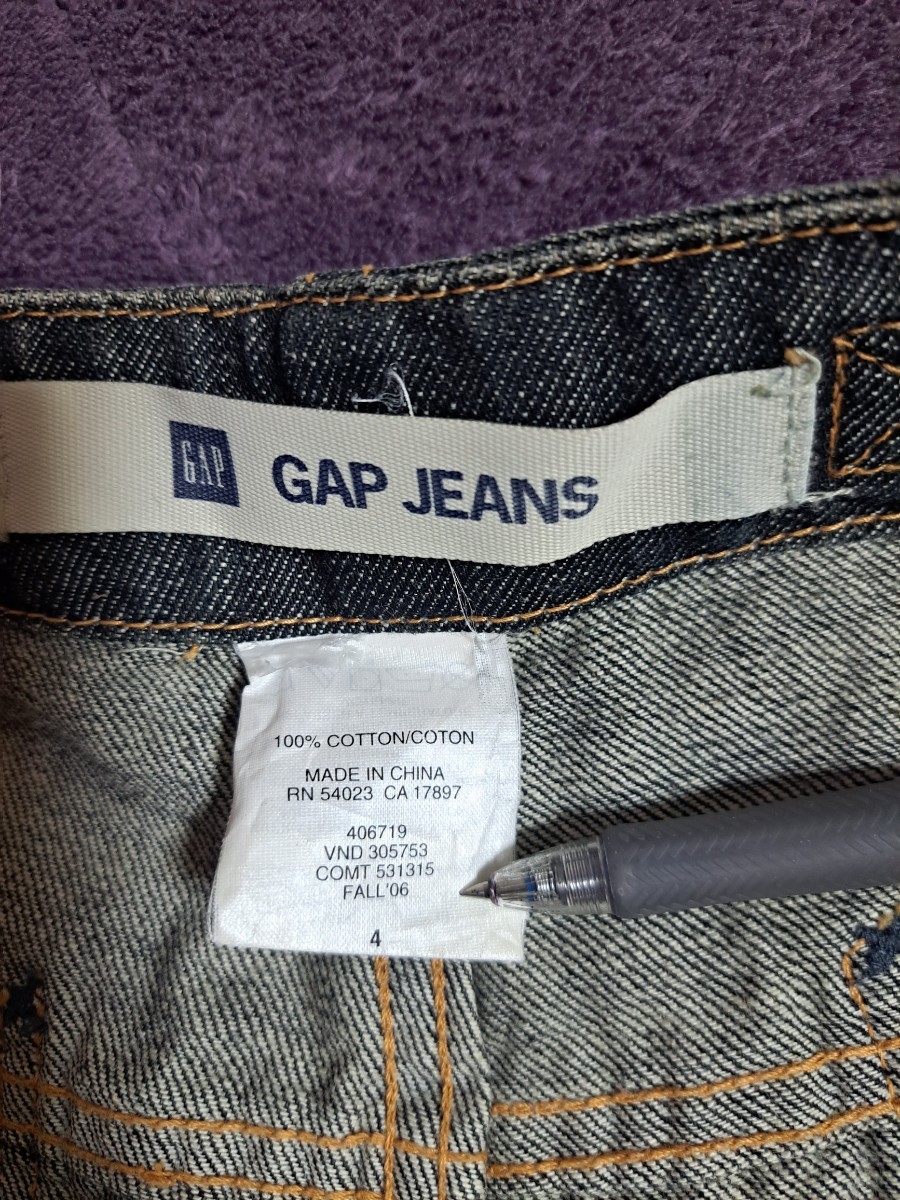 GAP
GAP JEANS
100% COTTON/COTON
MADE IN CHINA
RN 54023 CA 17897
406719
VND 305753
COMT 531315
FALL'06
4